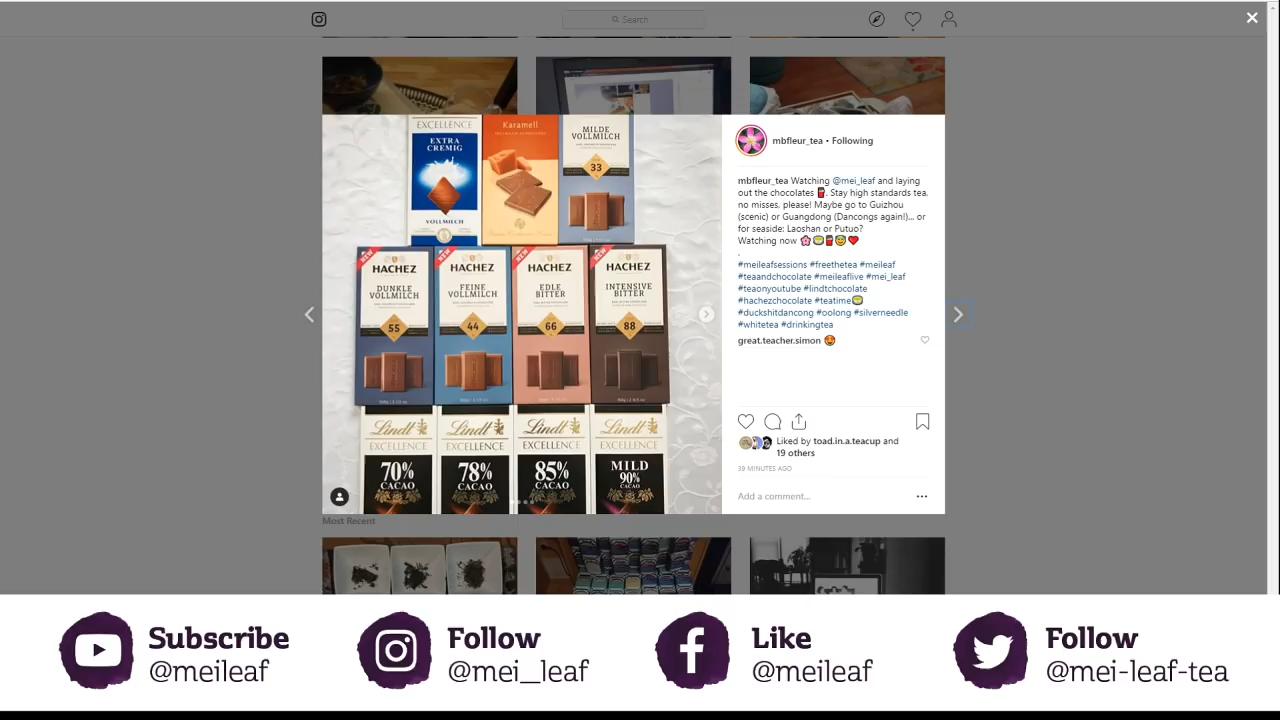 Search
EXCELLENCE
EXTRA
CREMIG
VOLLMILCH
Karamell
MILDE
VOLLMILCH
33
NEW
HACHEZ
DUNKLE
VOLLMILCH
55
NEW
HACHEZ
FEINE
VOLLMILCH
44
NEW
HACHEZ
EDLE
BITTER
66
NEW
HACHEZ
INTENSIVE
BITTER
88
Lindt
EXCELLENCE
70%
CACAO
Lindt
EXCELLENCE
78%
CACAO
Lindt
EXCELLENCE
85%
CACAO
Lindt
EXCELLENCE
MILD
90%
CACAO
mbfleur_tea • Following
mbfleur_tea Watching @mei_leaf and laying
out the chocolates 🍫. Stay high standards tea,
no misses, please! Maybe go to Guizhou
(scenic) or Guangdong (Dancongs again!)... or
for seaside: Laoshan or Putuo?
Watching now 🌸🍵🍫😇❤️
.
#meileafsessions #freethetea #meileaf
#teaandchocolate #meileaflive #mei_leaf
#teaonyoutube #lindtchocolate
#hachezchocolate #teatime🍵
#duckshitdancong #oolong #silverneedle
#whitetea #drinkingtea
great.teacher.simon 😍
Liked by toad.in.a.teacup and
19 others
39 MINUTES AGO
Add a comment...
Most Recent
Subscribe
@meileaf
Follow
@mei_leaf
Like
@meileaf
Follow
@mei-leaf-tea